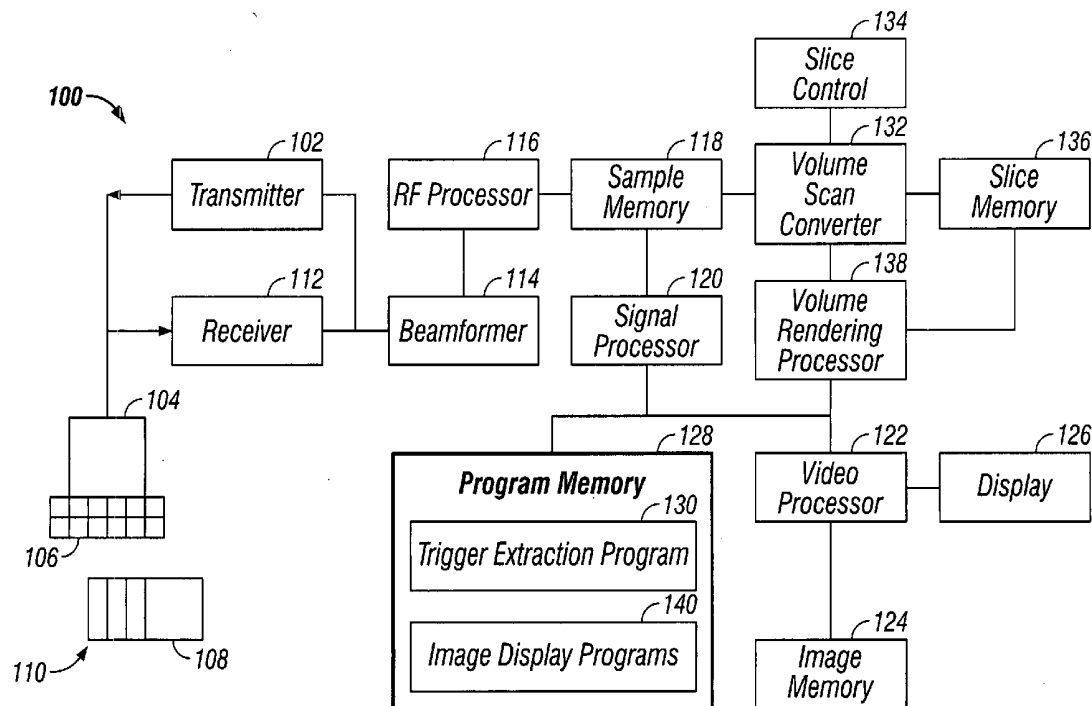 134
Slice
Control
100
102
Transmitter
116
RF Processor
118
Sample
Memory
132
Volume
Scan
Converter
136
Slice
Memory
112
Receiver
114
Beamformer
120
Signal
Processor
138
Volume
Rendering
Processor
104
106
110
108
128
Program Memory
130
Trigger Extraction Program
140
Image Display Programs
122
Video
Processor
126
Display
124
Image
Memory